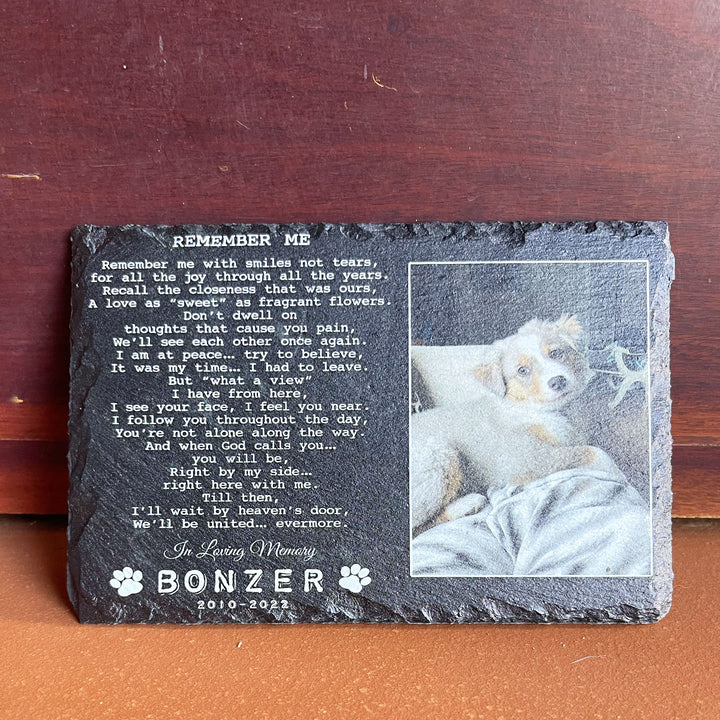 REMEMBER ME
Remember me with smiles not tears,
for all the joy through all the years.
Recall the closeness that was ours,
A love as “sweet” as fragrant flowers.
Don't dwell on
thoughts that cause you pain,
We'll see each other once again.
I am at peace… try to believe,
It was my time… I had to leave.
But “what a view”
I have from here,
I see your face, I feel you near.
I follow you throughout the day,
You're not alone along the way.
And when God calls you…
you will be,
Right by my side…
right here with me.
Till then,
I'll wait by heaven's door,
We'll be united… evermore.
In Loving Memory
BONZER
2010-2022